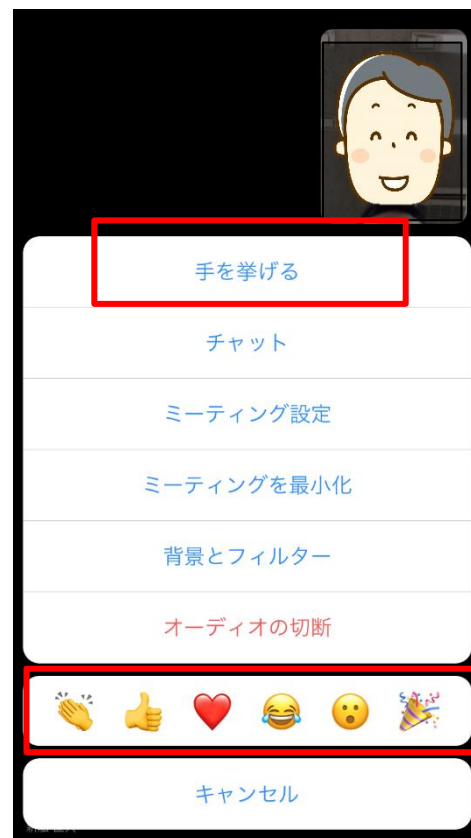 手を挙げる
チャット
ミーティング設定
ミーティングを最小化
背景とフィルター
オーディオの切断
キャンセル